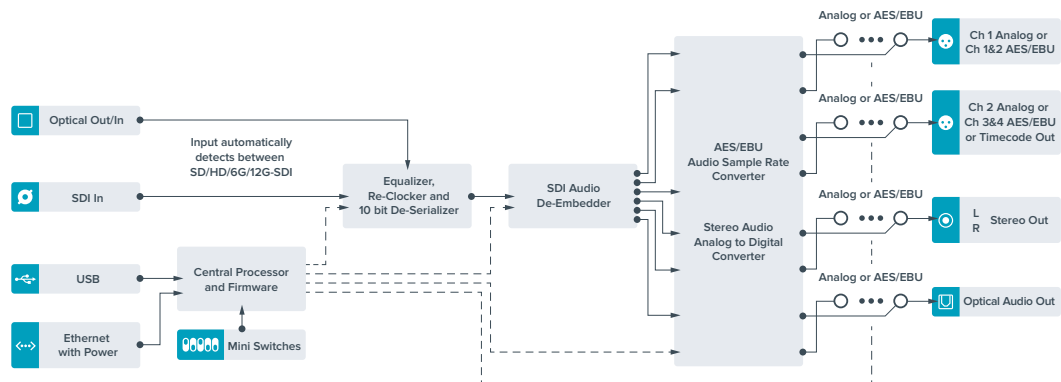 Analog or AES/EBU
Ch 1 Analog or
Ch 1&2 AES/EBU
Optical Out/In
Input automatically
detects between
SD/HD/6G/12G-SDI
Analog or AES/EBU
Ch 2 Analog or
Ch 3&4 AES/EBU
or Timecode Out
AES/EBU
Audio Sample Rate
Converter
SDI In
Equalizer,
Re-Clocker and
10 bit De-Serializer
SDI Audio
De-Embedder
Analog or AES/EBU
L
R
Stereo Out
Stereo Audio
Analog to Digital
Converter
USB
Central Processor
and Firmware
Analog or AES/EBU
Optical Audio Out
Ethernet
with Power
Mini Switches